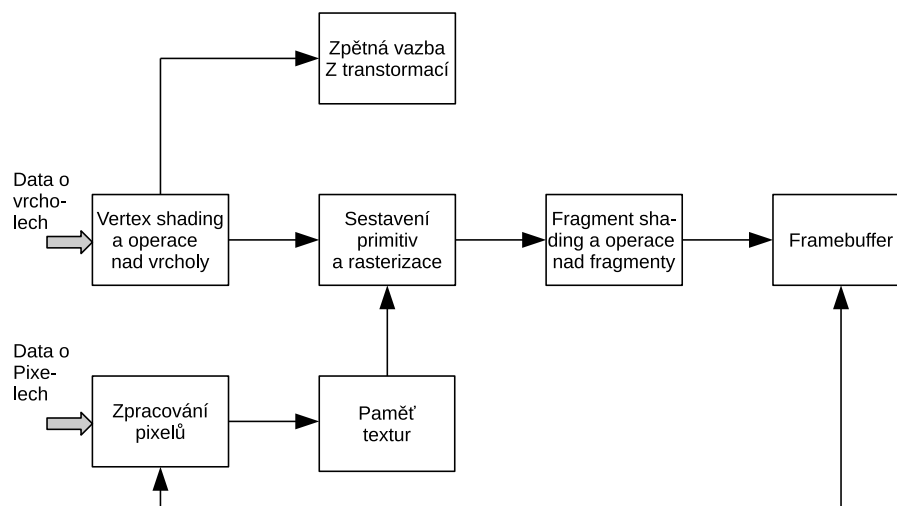 Zpětná vazba
Z transtormací
Data o
vrcho-
lech
Vertex shading
a operace
nad vrcholy
Sestavení
primitiv
a rasterizace
Fragment sha-
ding a operace
nad fragmenty
Framebuffer
Data o
Pixe-
lech
Zpracování
pixelů
Paměť
textur